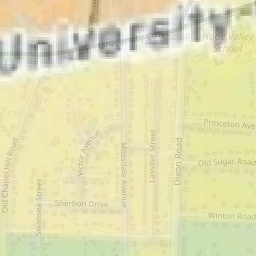 University
Hope Valley
School
Princeton Ave
Old Sugar Road
Winton Road
Dixon Road
Lassiter Street
Massdale Avenue
Victor Avenue
Sherbon Drive
Swansea Street
Old Chapel Hill Road